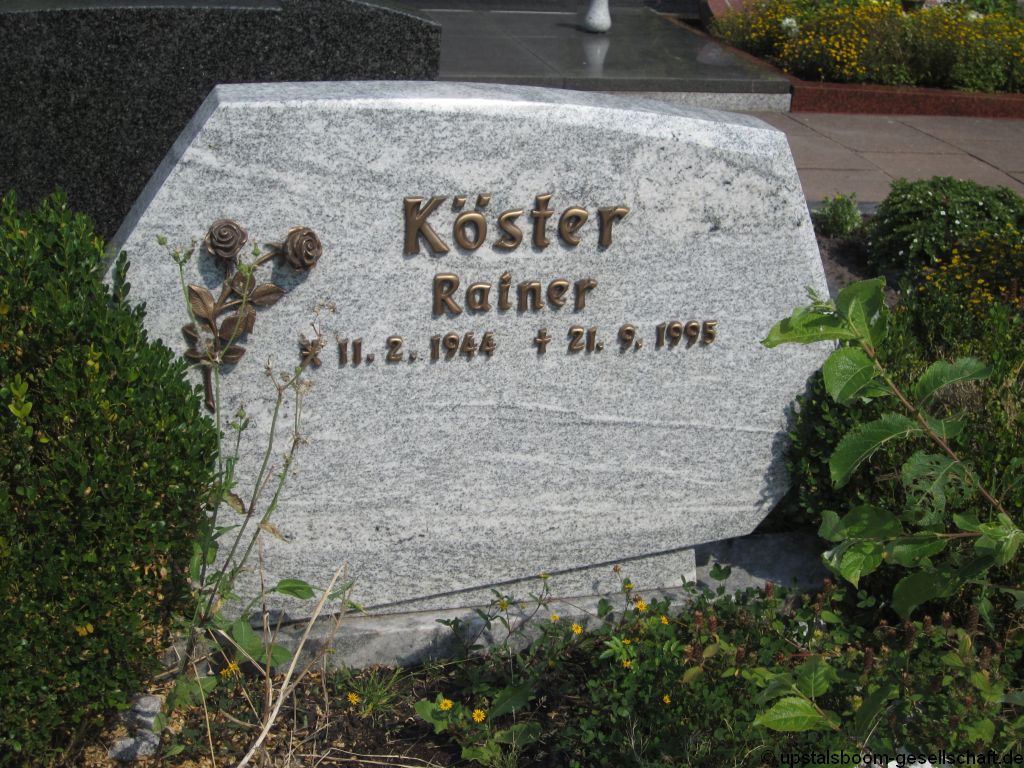 Köster
Rainer
* 11. 2. 1944 † 21. 9. 1995
© upstalsboom-gesellschaft.de